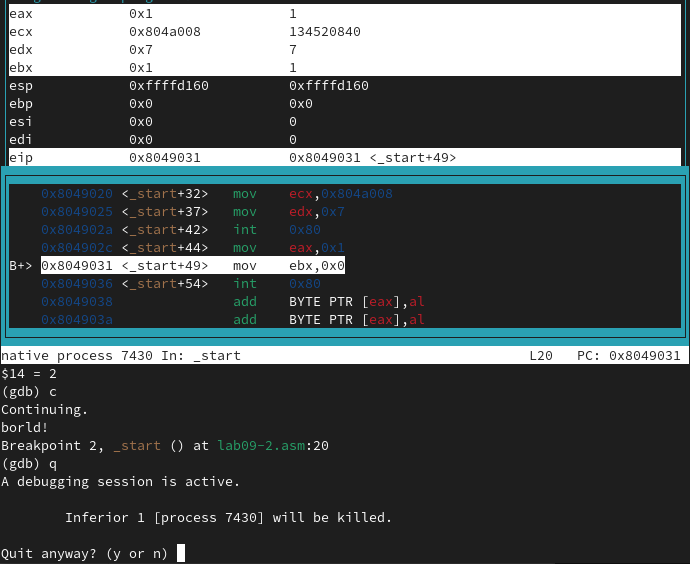 eax 0x1 1
ecx 0x804a008 134520840
edx 0x7 7
ebx 0x1 1
esp 0xffffd160 0xffffd160
ebp 0x0 0x0
esi 0x0 0
edi 0x0 0
eip 0x8049031 0x8049031 <_start+49>
0x8049020 <_start+32> mov ecx,0x804a008
0x8049025 <_start+37> mov edx,0x7
0x804902a <_start+42> int 0x80
0x804902c <_start+44> mov eax,0x1
B+> 0x8049031 <_start+49> mov ebx,0x0
0x8049036 <_start+54> int 0x80
0x8049038 add BYTE PTR [eax],al
0x804903a add BYTE PTR [eax],al
native process 7430 In: _start L20 PC: 0x8049031
$14 = 2
(gdb) c
Continuing.
borld!
Breakpoint 2, _start () at lab09-2.asm:20
(gdb) q
A debugging session is active.
Inferior 1 [process 7430] will be killed.
Quit anyway? (y or n)